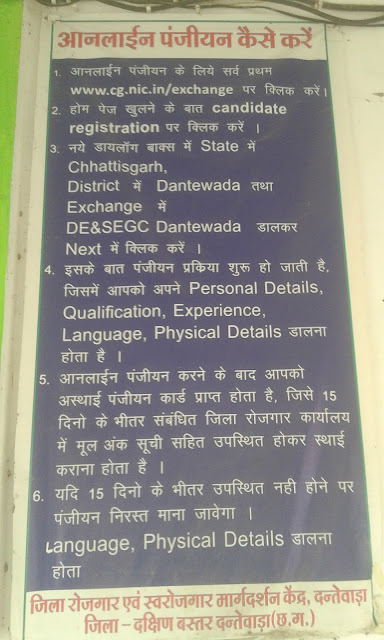 आनलाईन पंजीयन कैसे करें
1. आनलाईन पंजीयन के लिये सर्व प्रथम
www.cg.nic.in/exchange पर क्लिक करें।
2. होम पेज खुलने के बात candidate
registration पर क्लिक करें ।
3. नये डायलॉग बाक्स में State में
Chhattisgarh,
District में Dantewada तथा
Exchange में
DE&SEGC Dantewada डालकर
Next में क्लिक करें ।
4. इसके बात पंजीयन प्रकिया शुरू हो जाती है,
जिसमें आपको अपने Personal Details,
Qualification, Experience,
Language, Physical Details डालना
होता है ।
5. आनलाईन पंजीयन करने के बाद आपको
अस्थाई पंजीयन कार्ड प्राप्त होता है, जिसे 15
दिनो के भीतर संबंधित जिला रोजगार कार्यालय
में मूल अंक सूची सहित उपस्थित होकर स्थाई
कराना होता है ।
6. यदि 15 दिनो के भीतर उपस्थित नही होने पर
पंजीयन निरस्त माना जावेगा ।
Language, Physical Details डालना
होता
जिला रोजगार एवं स्वरोजगार मार्गदर्शन केंद्र, दन्तेवाड़ा
जिला – दक्षिण बस्तर दन्तेवाड़ा(छ.ग.)